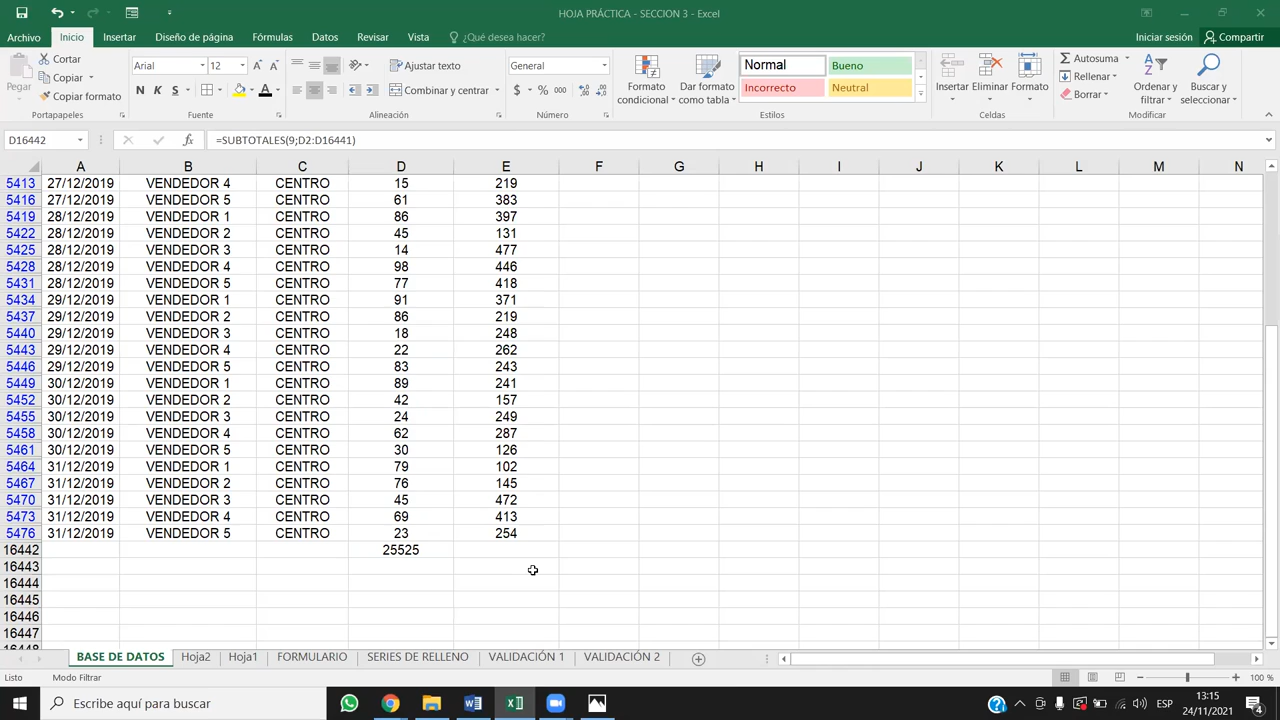 HOJA PRÁCTICA - SECCION 3 - Excel
Archivo Inicio Insertar Diseño de página Fórmulas Datos Revisar Vista ¿Qué desea hacer? Iniciar sesión Compartir
Pegar Cortar Copiar Copiar formato
Arial 12 N K S
Ajustar texto Combinar y centrar
General $ % 000
Formato condicional Dar formato como tabla
Normal Bueno Incorrecto Neutral
Insertar Eliminar Formato
Autosuma Rellenar Borrar
Ordenar y filtrar Buscar y seleccionar
Portapapeles Fuente Alineación Número Estilos Celdas Modificar
D16442 fx =SUBTOTALES(9;D2:D16441)
A B C D E F G H I J K L M N
5413 27/12/2019 VENDEDOR 4 CENTRO 15 219
5416 27/12/2019 VENDEDOR 5 CENTRO 61 383
5419 28/12/2019 VENDEDOR 1 CENTRO 86 397
5422 28/12/2019 VENDEDOR 2 CENTRO 45 131
5425 28/12/2019 VENDEDOR 3 CENTRO 14 477
5428 28/12/2019 VENDEDOR 4 CENTRO 98 446
5431 28/12/2019 VENDEDOR 5 CENTRO 77 418
5434 29/12/2019 VENDEDOR 1 CENTRO 91 371
5437 29/12/2019 VENDEDOR 2 CENTRO 86 219
5440 29/12/2019 VENDEDOR 3 CENTRO 18 248
5443 29/12/2019 VENDEDOR 4 CENTRO 22 262
5446 29/12/2019 VENDEDOR 5 CENTRO 83 243
5449 30/12/2019 VENDEDOR 1 CENTRO 89 241
5452 30/12/2019 VENDEDOR 2 CENTRO 42 157
5455 30/12/2019 VENDEDOR 3 CENTRO 24 249
5458 30/12/2019 VENDEDOR 4 CENTRO 62 287
5461 30/12/2019 VENDEDOR 5 CENTRO 30 126
5464 31/12/2019 VENDEDOR 1 CENTRO 79 102
5467 31/12/2019 VENDEDOR 2 CENTRO 76 145
5470 31/12/2019 VENDEDOR 3 CENTRO 45 472
5473 31/12/2019 VENDEDOR 4 CENTRO 69 413
5476 31/12/2019 VENDEDOR 5 CENTRO 23 254
16442 25525
16443
16444
16445
16446
16447
16448
BASE DE DATOS Hoja2 Hoja1 FORMULARIO SERIES DE RELLENO VALIDACIÓN 1 VALIDACIÓN 2
Listo Modo Filtrar 100 %
Escribe aquí para buscar ESP 13:15
24/11/2021